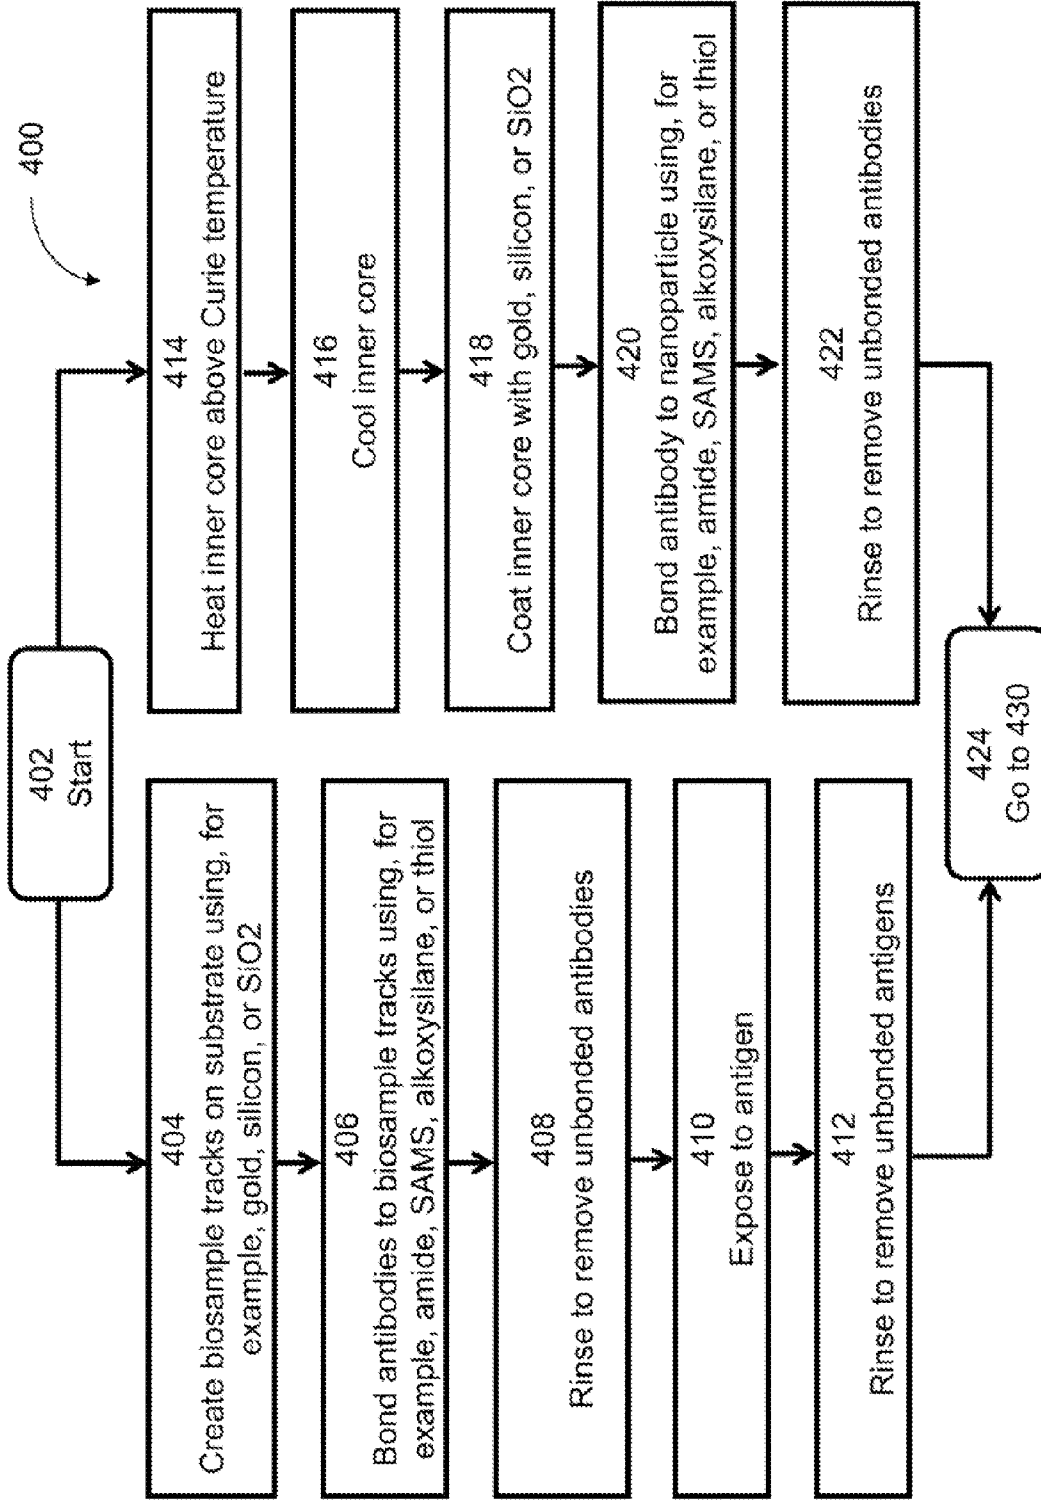 400
402
Start
404
Create biosample tracks on substrate using, for
example, gold, silicon, or SiO2
406
Bond antibodies to biosample tracks using, for
example, amide, SAMS, alkoxysilane, or thiol
408
Rinse to remove unbonded antibodies
410
Expose to antigen
412
Rinse to remove unbonded antigens
414
Heat inner core above Curie temperature
416
Cool inner core
418
Coat inner core with gold, silicon, or SiO2
420
Bond antibody to nanoparticle using, for
example, amide, SAMS, alkoxysilane, or thiol
422
Rinse to remove unbonded antibodies
424
Go to 430